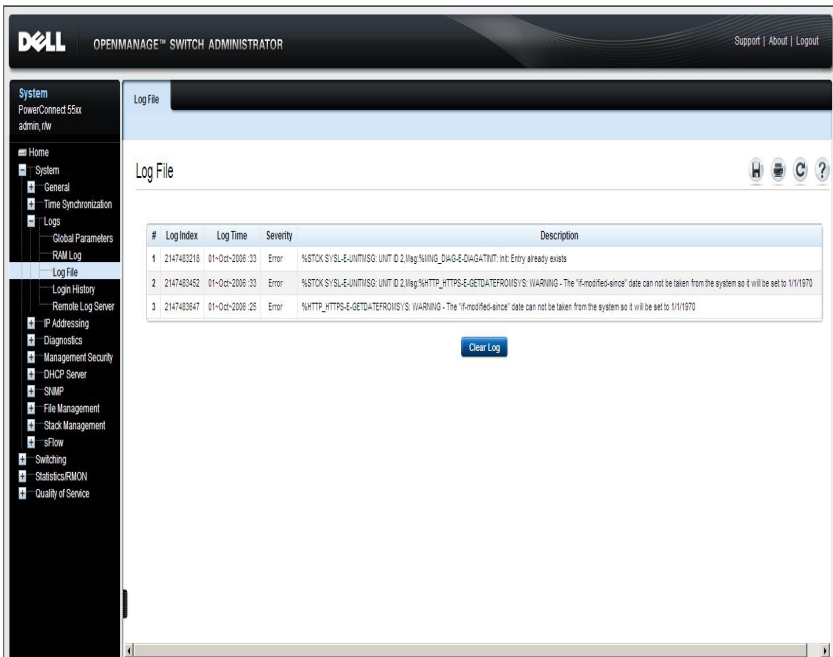 DELL OPENMANAGE™ SWITCH ADMINISTRATOR Support | About | Logout
System
PowerConnect 55xx
admin, r/w
Log File
Home
System
General
Time Synchronization
Logs
Global Parameters
RAM Log
Log File
Login History
Remote Log Server
IP Addressing
Diagnostics
Management Security
DHCP Server
SNMP
File Management
Stack Management
sFlow
Switching
Statistics/RMON
Quality of Service
Log File
# Log Index Log Time Severity Description
1 2147483218 01-Oct-2006 :33 Error %STCK SYSL-E-UNITMSG: UNIT ID 2,Msg:%MNG_DIAG-E-DIAGATINIT: Init: Entry already exists
2 2147483452 01-Oct-2006 :33 Error %STCK SYSL-E-UNITMSG: UNIT ID 2,Msg:%HTTP_HTTPS-E-GETDATEFROMSYS: WARNING - The "if-modified-since" date can not be taken from the system so it will be set to 1/1/1970
3 2147483647 01-Oct-2006 :25 Error %HTTP_HTTPS-E-GETDATEFROMSYS: WARNING - The "if-modified-since" date can not be taken from the system so it will be set to 1/1/1970
Clear Log